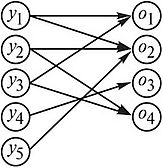 y₁ o₁
y₂ o₂
y₃ o₃
y₄ o₄
y₅